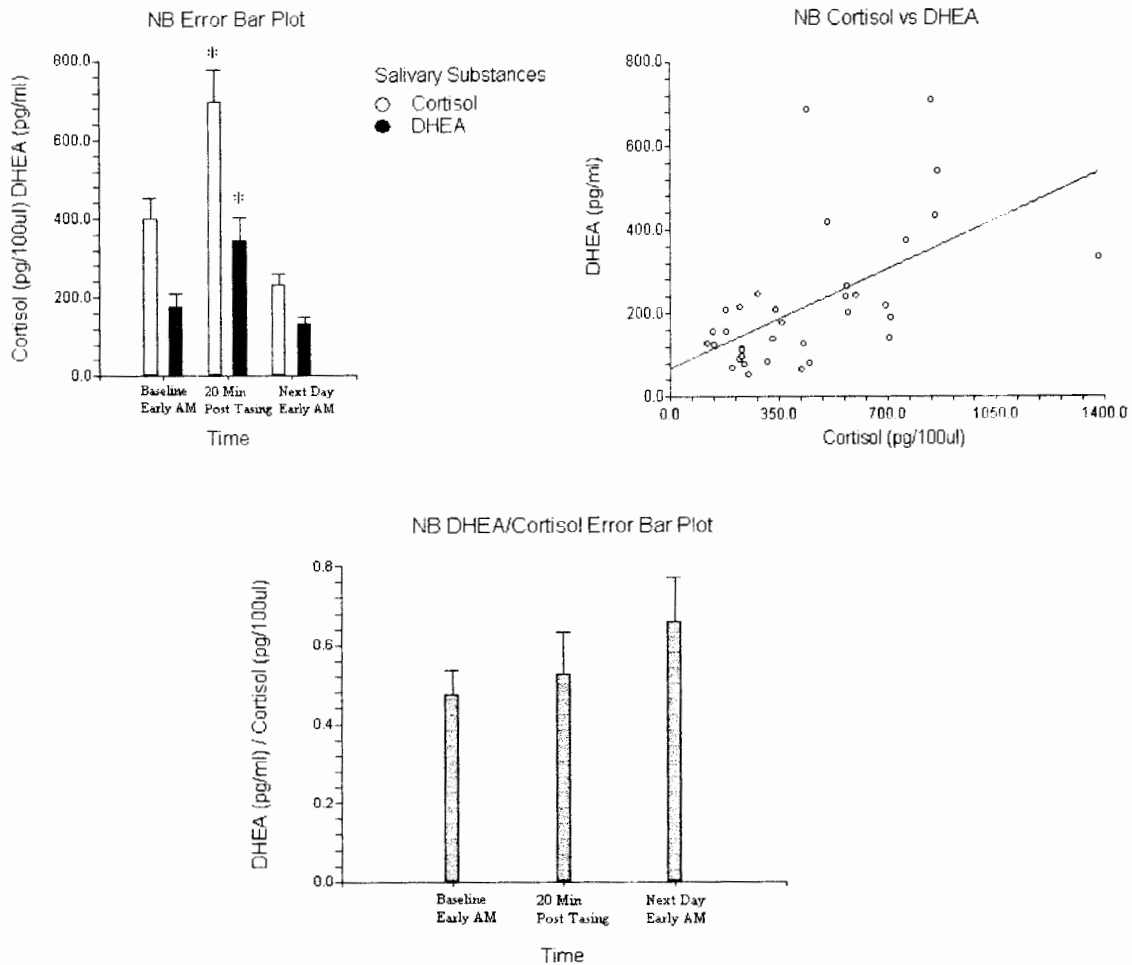 NB Error Bar Plot
*
*
Cortisol (pg/100ul) DHEA (pg/ml)
800.0
600.0
400.0
200.0
0.0
Baseline 20 Min Next Day
Early AM Post Tasing Early AM
Time
Salivary Substances
Cortisol
DHEA
NB Cortisol vs DHEA
DHEA (pg/ml)
800.0
600.0
400.0
200.0
0.0
0.0 350.0 700.0 1050.0 1400.0
Cortisol (pg/100ul)
NB DHEA/Cortisol Error Bar Plot
DHEA (pg/ml) / Cortisol (pg/100ul)
0.8
0.6
0.4
0.2
0.0
Baseline 20 Min Next Day
Early AM Post Tasing Early AM
Time